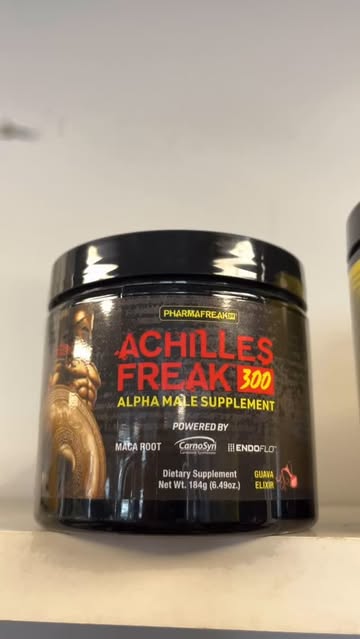 PHARMAFREAK
ACHILLES
FREAK 300
ALPHA MALE SUPPLEMENT
POWERED BY
MACA ROOT CarnoSyn ENDOFLO
Dietary Supplement
Net Wt. 184g (6.49oz.)
GUAVA
ELIXIR